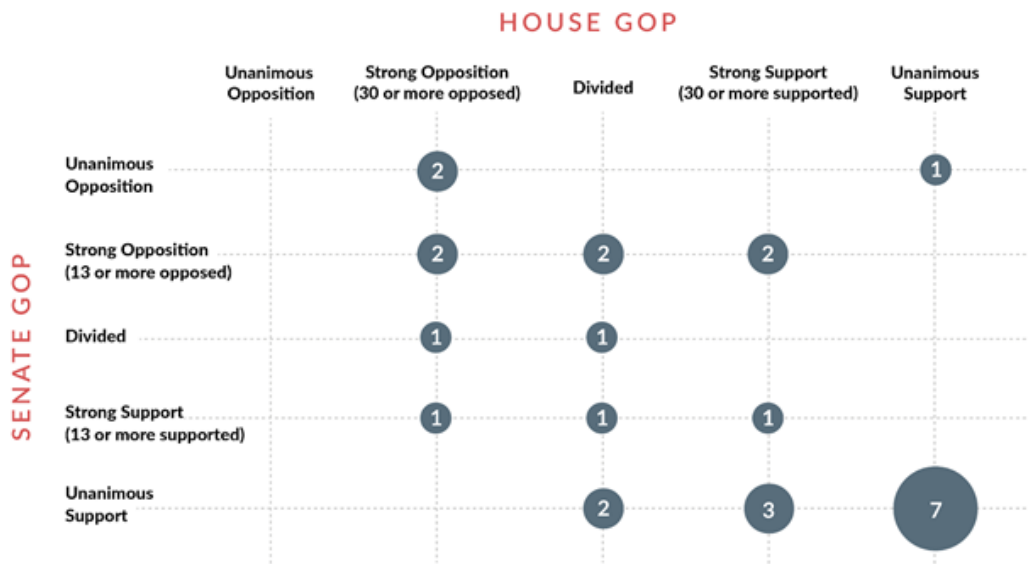 HOUSE GOP
Unanimous
Opposition
Strong Opposition
(30 or more opposed)
Divided
Strong Support
(30 or more supported)
Unanimous
Support
SENATE GOP
Unanimous
Opposition
2
1
Strong Opposition
(13 or more opposed)
2
2
2
Divided
1
1
Strong Support
(13 or more supported)
1
1
1
Unanimous
Support
2
3
7